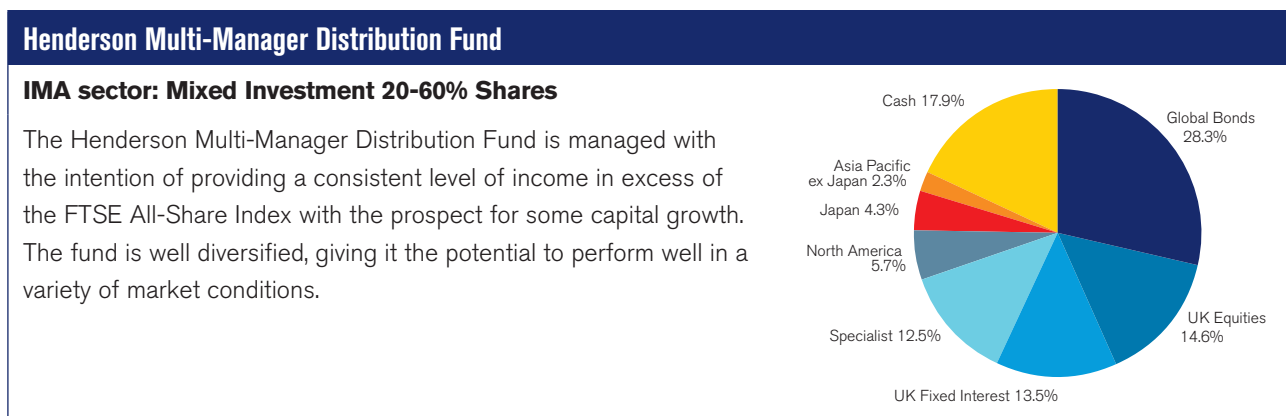 Henderson Multi-Manager Distribution Fund
IMA sector: Mixed Investment 20-60% Shares
The Henderson Multi-Manager Distribution Fund is managed with
the intention of providing a consistent level of income in excess of
the FTSE All-Share Index with the prospect for some capital growth.
The fund is well diversified, giving it the potential to perform well in a
variety of market conditions.
Cash 17.9%
Global Bonds
28.3%
Asia Pacific
ex Japan 2.3%
Japan 4.3%
North America
5.7%
UK Equities
14.6%
Specialist 12.5%
UK Fixed Interest 13.5%